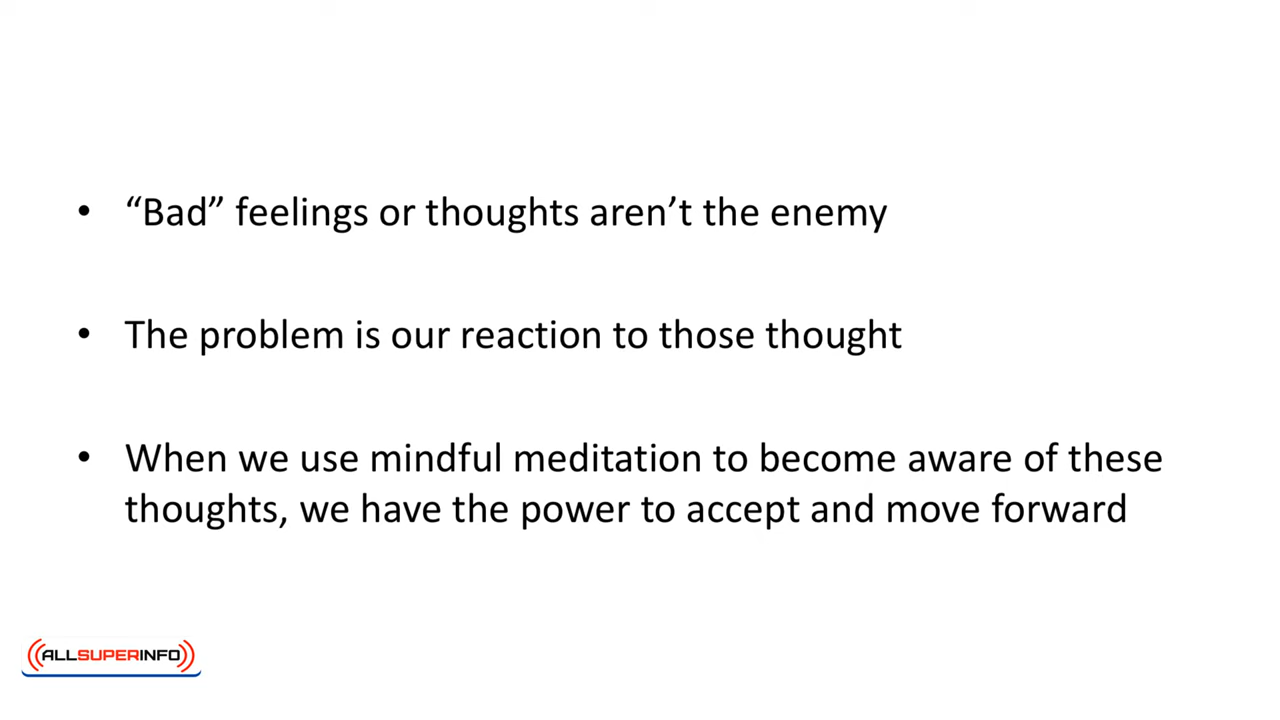 • “Bad” feelings or thoughts aren’t the enemy
• The problem is our reaction to those thought
• When we use mindful meditation to become aware of these
thoughts, we have the power to accept and move forward
((ALLSUPERINFO))